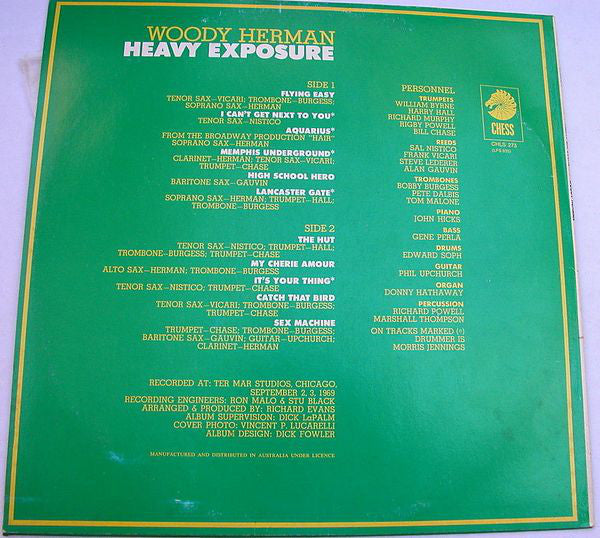 WOODY HERMAN
HEAVY EXPOSURE
SIDE 1
FLYING EASY
TENOR SAX–VICARI; TROMBONE–BURGESS;
SOPRANO SAX–HERMAN
I CAN'T GET NEXT TO YOU*
TENOR SAX–NISTICO
AQUARIUS*
FROM THE BROADWAY PRODUCTION "HAIR"
SOPRANO SAX–HERMAN
MEMPHIS UNDERGROUND*
CLARINET–HERMAN; TENOR SAX–VICARI;
TRUMPET–CHASE
HIGH SCHOOL HERO
BARITONE SAX–GAUVIN
LANCASTER GATE*
SOPRANO SAX–HERMAN; TRUMPET–HALL;
TROMBONE–BURGESS
SIDE 2
THE HUT
TENOR SAX–NISTICO; TRUMPET–HALL;
TROMBONE–BURGESS; TRUMPET–CHASE
MY CHERIE AMOUR
ALTO SAX–HERMAN; TROMBONE–BURGESS
IT'S YOUR THING*
TENOR SAX–NISTICO; TRUMPET–CHASE
CATCH THAT BIRD
TENOR SAX–VICARI; TROMBONE–BURGESS;
TRUMPET–CHASE
SEX MACHINE
TRUMPET–CHASE; TROMBONE–BURGESS;
BARITONE SAX–GAUVIN; GUITAR–UPCHURCH;
CLARINET–HERMAN
RECORDED AT: TER MAR STUDIOS, CHICAGO,
SEPTEMBER 2, 3, 1969
RECORDING ENGINEERS: RON MALO & STU BLACK
ARRANGED & PRODUCED BY: RICHARD EVANS
ALBUM SUPERVISION: DICK LaPALM
COVER PHOTO: VINCENT P. LUCARELLI
ALBUM DESIGN: DICK FOWLER
MANUFACTURED AND DISTRIBUTED IN AUSTRALIA UNDER LICENCE
PERSONNEL
TRUMPETS
WILLIAM BYRNE
HARRY HALL
RICHARD MURPHY
RIGBY POWELL
BILL CHASE
REEDS
SAL NISTICO
FRANK VICARI
STEVE LEDERER
ALAN GAUVIN
TROMBONES
BOBBY BURGESS
PETE DALBIS
TOM MALONE
PIANO
JOHN HICKS
BASS
GENE PERLA
DRUMS
EDWARD SOPH
GUITAR
PHIL UPCHURCH
ORGAN
DONNY HATHAWAY
PERCUSSION
RICHARD POWELL
MARSHALL THOMPSON
ON TRACKS MARKED (*)
DRUMMER IS
MORRIS JENNINGS
CHESS
CHLS 273